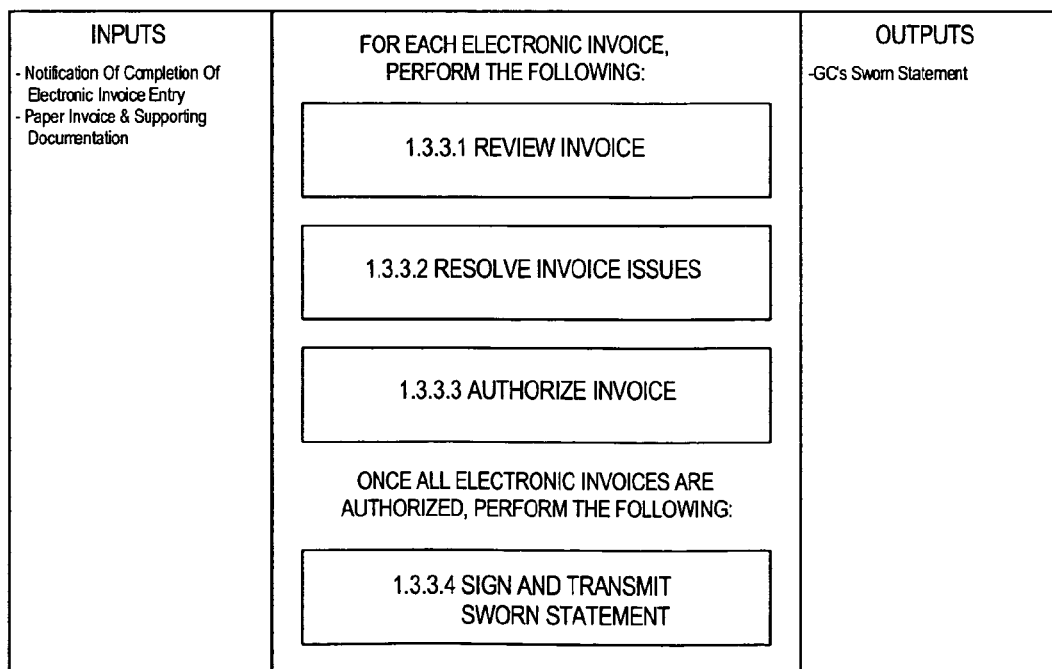 INPUTS
- Notification Of Completion Of
Electronic Invoice Entry
- Paper Invoice & Supporting
Documentation
FOR EACH ELECTRONIC INVOICE,
PERFORM THE FOLLOWING:
1.3.3.1 REVIEW INVOICE
1.3.3.2 RESOLVE INVOICE ISSUES
1.3.3.3 AUTHORIZE INVOICE
ONCE ALL ELECTRONIC INVOICES ARE
AUTHORIZED, PERFORM THE FOLLOWING:
1.3.3.4 SIGN AND TRANSMIT
SWORN STATEMENT
OUTPUTS
-GC's Sworn Statement